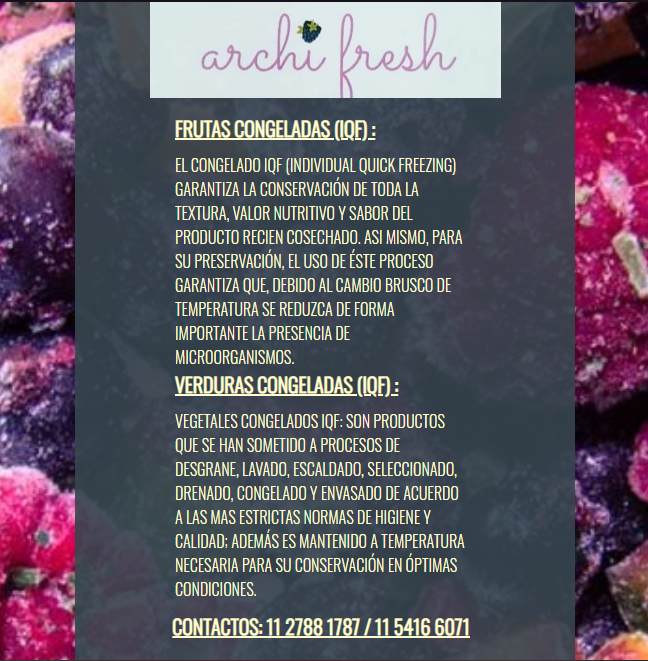 archi fresh
FRUTAS CONGELADAS (IQF) :
EL CONGELADO IQF (INDIVIDUAL QUICK FREEZING)
GARANTIZA LA CONSERVACIÓN DE TODA LA
TEXTURA, VALOR NUTRITIVO Y SABOR DEL
PRODUCTO RECIEN COSECHADO. ASI MISMO, PARA
SU PRESERVACIÓN, EL USO DE ÉSTE PROCESO
GARANTIZA QUE, DEBIDO AL CAMBIO BRUSCO DE
TEMPERATURA SE REDUZCA DE FORMA
IMPORTANTE LA PRESENCIA DE
MICROORGANISMOS.
VERDURAS CONGELADAS (IQF) :
VEGETALES CONGELADOS IQF: SON PRODUCTOS
QUE SE HAN SOMETIDO A PROCESOS DE
DESGRANE, LAVADO, ESCALDADO, SELECCIONADO,
DRENADO, CONGELADO Y ENVASADO DE ACUERDO
A LAS MAS ESTRICTAS NORMAS DE HIGIENE Y
CALIDAD; ADEMÁS ES MANTENIDO A TEMPERATURA
NECESARIA PARA SU CONSERVACIÓN EN ÓPTIMAS
CONDICIONES.
CONTACTOS: 11 2788 1787 / 11 5416 6071